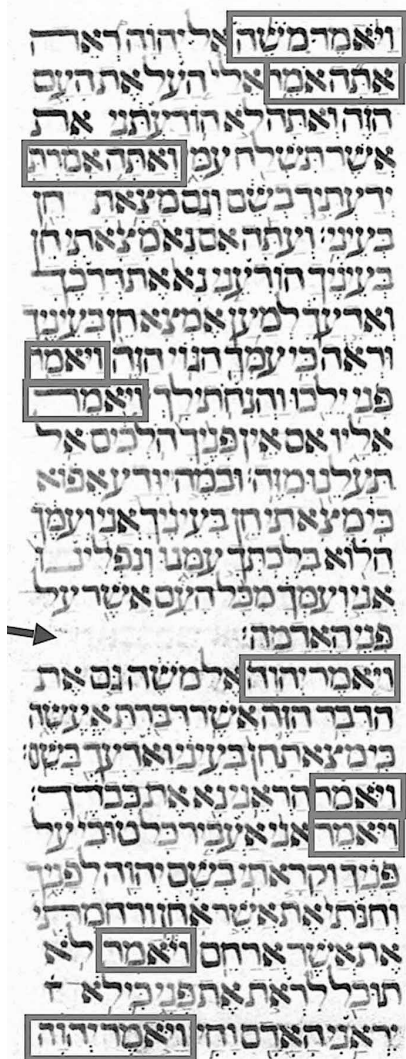 ויאמר משה אל יהוה ראה
אתה אמר אלי העל את העם
הזה ואתה לא הודעתני את
אשר תשלח עמי ואתה אמרת
ידעתיך בשם וגם מצאת חן
בעיני׃ ועתה אם נא מצאתי חן
בעיניך הודעני נא את דרכך
ואדעך למען אמצא חן בעיניך
וראה כי עמך הגוי הזה׃ ויאמר
פני ילכו והנחתי לך׃ ויאמר
אליו אם אין פניך הלכים אל
תעלנו מזה׃ ובמה יודע אפוא
כי מצאתי חן בעיניך אני ועמך
הלוא בלכתך עמנו ונפלינו
אני ועמך מכל העם אשר על
פני האדמה׃
ויאמר יהוה אל משה גם את
הדבר הזה אשר דברת אעשה
כי מצאת חן בעיני ואדעך בשם׃
ויאמר הראני נא את כבדך׃
ויאמר אני אעביר כל טובי על
פניך וקראתי בשם יהוה לפניך
וחנתי את אשר אחן ורחמתי
את אשר ארחם׃ ויאמר לא
תוכל לראת את פני כי לא
יראני האדם וחי׃ ויאמר יהוה